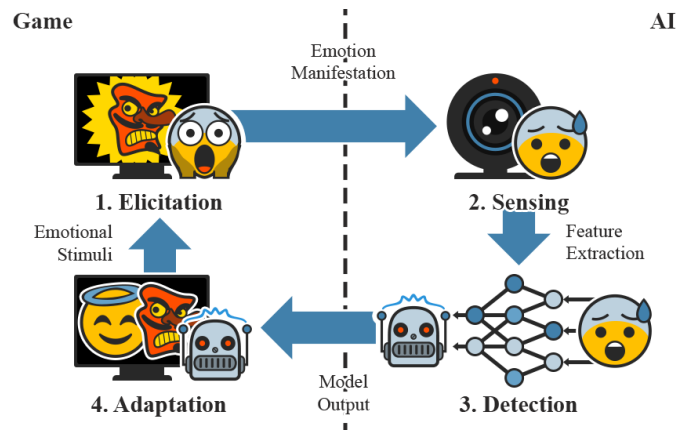 Game
AI
Emotion
Manifestation
1. Elicitation
2. Sensing
Emotional
Stimuli
Feature
Extraction
4. Adaptation
Model
Output
3. Detection